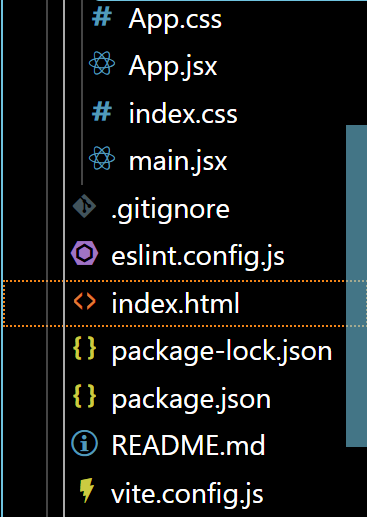 App.css
App.jsx
index.css
main.jsx
.gitignore
eslint.config.js
index.html
package-lock.json
package.json
README.md
vite.config.js